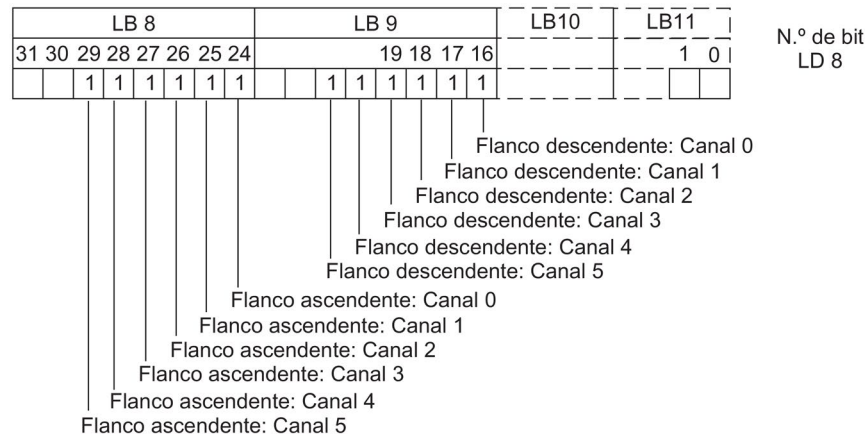 LB 8 LB 9 LB10 LB11
N.º de bit
LD 8
31 30 29 28 27 26 25 24 19 18 17 16 1 0
1 1 1 1 1 1 1 1 1 1 1 1
Flanco descendente: Canal 0
Flanco descendente: Canal 1
Flanco descendente: Canal 2
Flanco descendente: Canal 3
Flanco descendente: Canal 4
Flanco descendente: Canal 5
Flanco ascendente: Canal 0
Flanco ascendente: Canal 1
Flanco ascendente: Canal 2
Flanco ascendente: Canal 3
Flanco ascendente: Canal 4
Flanco ascendente: Canal 5